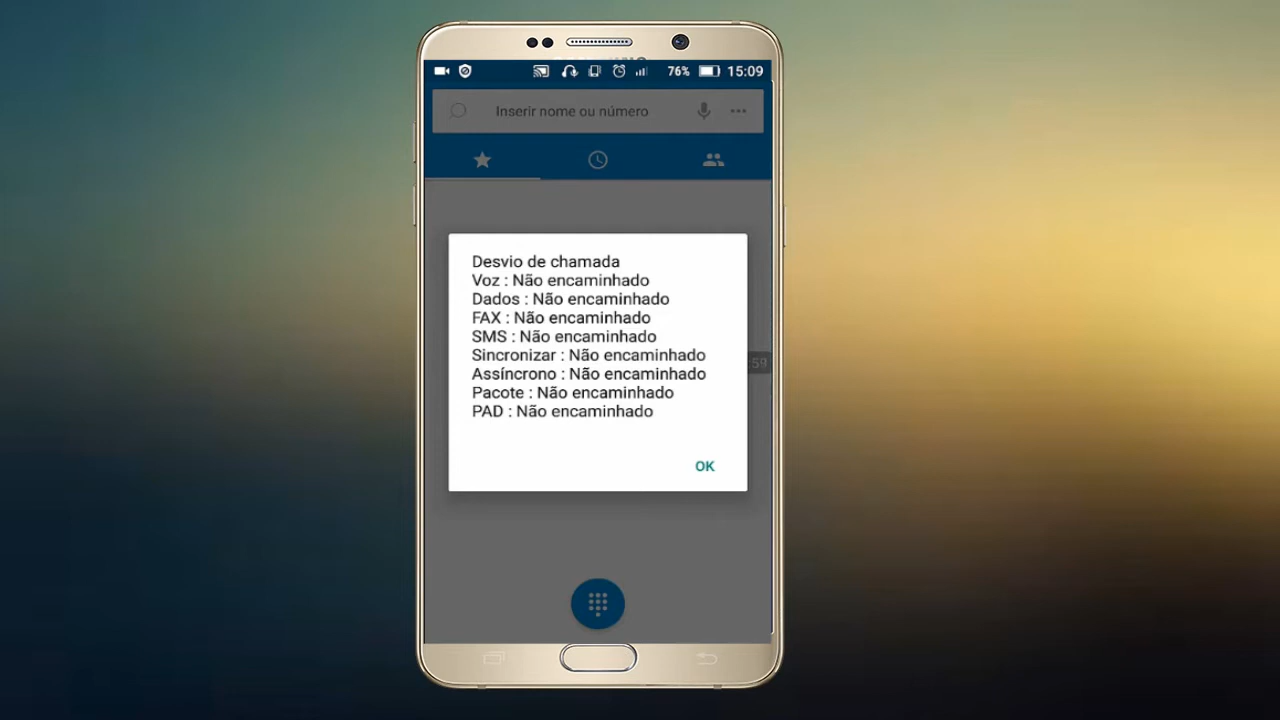 76% 15:09
Inserir nome ou número
Desvio de chamada
Voz : Não encaminhado
Dados : Não encaminhado
FAX : Não encaminhado
SMS : Não encaminhado
Sincronizar : Não encaminhado
:59
Assíncrono : Não encaminhado
Pacote : Não encaminhado
PAD : Não encaminhado
OK